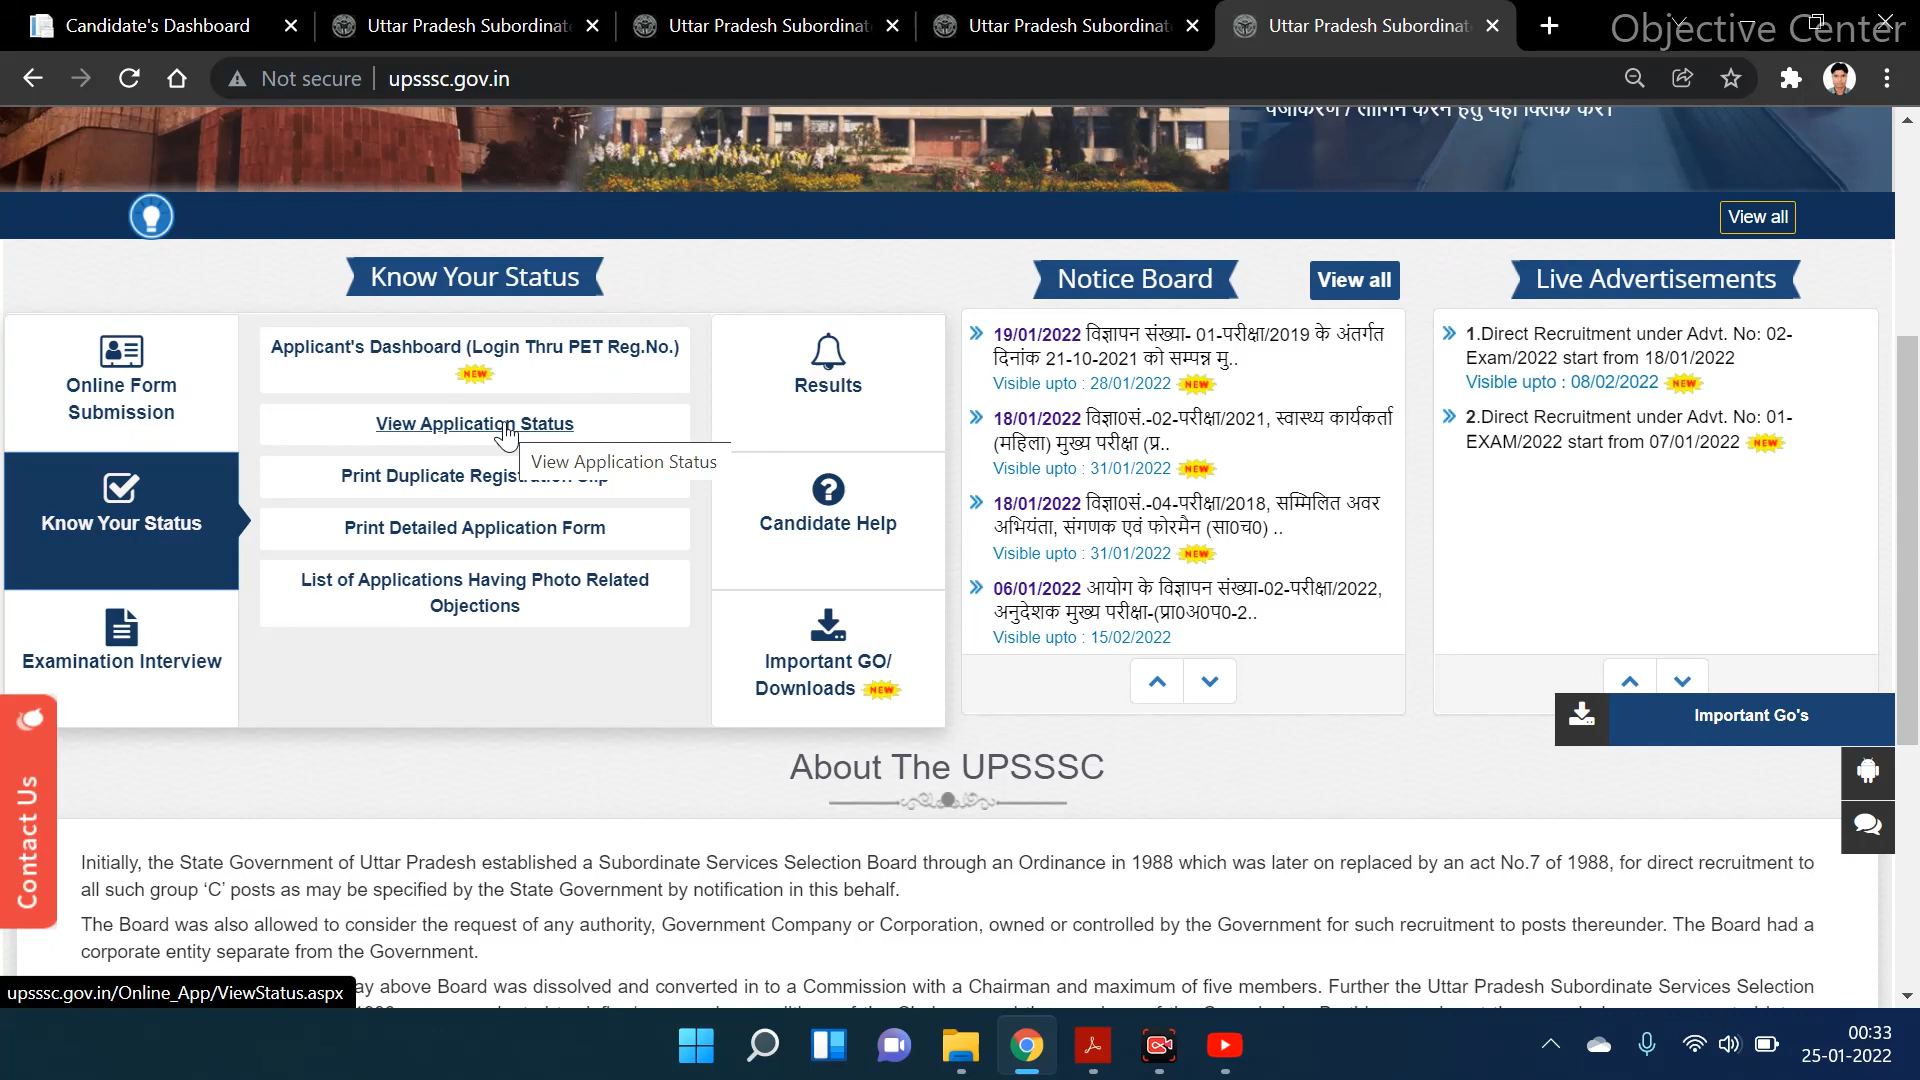 Candidate's Dashboard
Uttar Pradesh Subordinat
Uttar Pradesh Subordinat
Uttar Pradesh Subordinat
Uttar Pradesh Subordinat
Objective Center
Not secure
upsssc.gov.in
पंजीकरण / लॉगिन करने हेतु यहाँ क्लिक करें।
View all
Know Your Status
Online Form
Submission
Know Your Status
Examination Interview
Applicant's Dashboard (Login Thru PET Reg.No.)
NEW
View Application Status
View Application Status
Print Duplicate Registration Slip
Print Detailed Application Form
List of Applications Having Photo Related
Objections
Results
Candidate Help
Important GO/
Downloads NEW
Notice Board
View all
19/01/2022 विज्ञापन संख्या- 01-परीक्षा/2019 के अंतर्गत
दिनांक 21-10-2021 को सम्पन्न मु..
Visible upto : 28/01/2022 NEW
18/01/2022 विज्ञा0सं.-02-परीक्षा/2021, स्वास्थ्य कार्यकर्ता
(महिला) मुख्य परीक्षा (प्र..
Visible upto : 31/01/2022 NEW
18/01/2022 विज्ञा0सं.-04-परीक्षा/2018, सम्मिलित अवर
अभियंता, संगणक एवं फोरमैन (सा0च0) ..
Visible upto : 31/01/2022 NEW
06/01/2022 आयोग के विज्ञापन संख्या-02-परीक्षा/2022,
अनुदेशक मुख्य परीक्षा-(प्रा0अ0प0-2..
Visible upto : 15/02/2022
Live Advertisements
1.Direct Recruitment under Advt. No: 02-
Exam/2022 start from 18/01/2022
Visible upto : 08/02/2022 NEW
2.Direct Recruitment under Advt. No: 01-
EXAM/2022 start from 07/01/2022 NEW
Important Go's
Contact Us
About The UPSSSC
Initially, the State Government of Uttar Pradesh established a Subordinate Services Selection Board through an Ordinance in 1988 which was later on replaced by an act No.7 of 1988, for direct recruitment to
all such group ‘C’ posts as may be specified by the State Government by notification in this behalf.
The Board was also allowed to consider the request of any authority, Government Company or Corporation, owned or controlled by the Government for such recruitment to posts thereunder. The Board had a
corporate entity separate from the Government.
ay above Board was dissolved and converted in to a Commission with a Chairman and maximum of five members. Further the Uttar Pradesh Subordinate Services Selection
upsssc.gov.in/Online_App/ViewStatus.aspx
00:33
25-01-2022